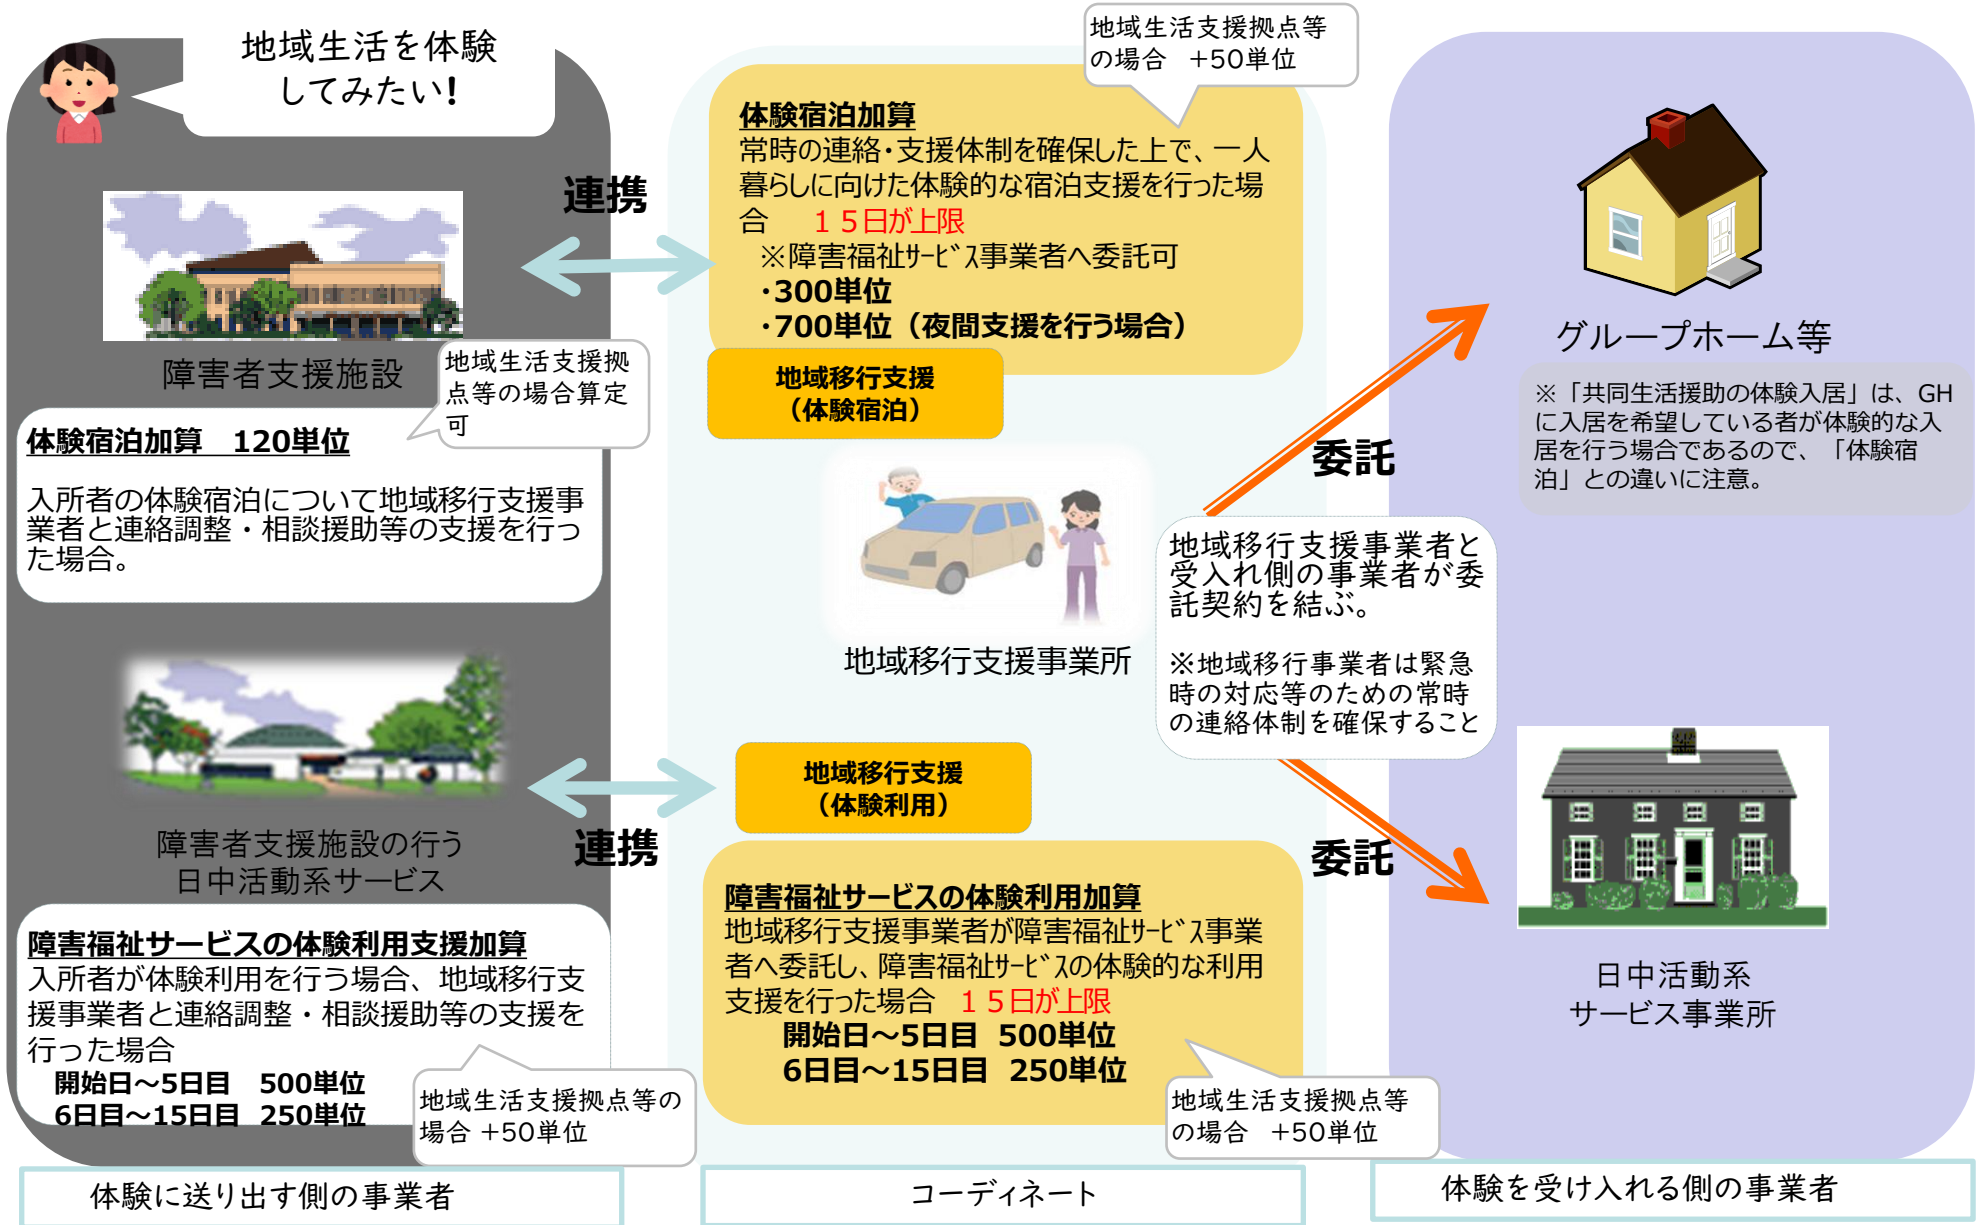 地域生活を体験
してみたい!
障害者支援施設
地域生活支援拠
点等の場合算定
可
体験宿泊加算　120単位
入所者の体験宿泊について地域移行支援事
業者と連絡調整・相談援助等の支援を行っ
た場合。
障害者支援施設の行う
日中活動系サービス
障害福祉サービスの体験利用支援加算
入所者が体験利用を行う場合、地域移行支
援事業者と連絡調整・相談援助等の支援を
行った場合
開始日～5日目　500単位
6日目～15日目　250単位
地域生活支援拠点等の
場合 +50単位
体験に送り出す側の事業者
連携
連携
地域生活支援拠点等
の場合　+50単位
体験宿泊加算
常時の連絡・支援体制を確保した上で、一人
暮らしに向けた体験的な宿泊支援を行った場
合　　１５日が上限
※障害福祉ｻｰﾋﾞｽ事業者へ委託可
・300単位
・700単位（夜間支援を行う場合）
地域移行支援
（体験宿泊）
地域移行支援事業所
地域移行支援
（体験利用）
障害福祉サービスの体験利用加算
地域移行支援事業者が障害福祉ｻｰﾋﾞｽ事業
者へ委託し、障害福祉ｻｰﾋﾞｽの体験的な利用
支援を行った場合　１５日が上限
開始日～5日目　500単位
6日目～15日目　250単位
地域生活支援拠点等
の場合　+50単位
コーディネート
委託
地域移行支援事業者と
受入れ側の事業者が委
託契約を結ぶ。
※地域移行事業者は緊急
時の対応等のための常時
の連絡体制を確保すること
委託
グループホーム等
※「共同生活援助の体験入居」は、GH
に入居を希望している者が体験的な入
居を行う場合であるので、「体験宿
泊」との違いに注意。
日中活動系
サービス事業所
体験を受け入れる側の事業者